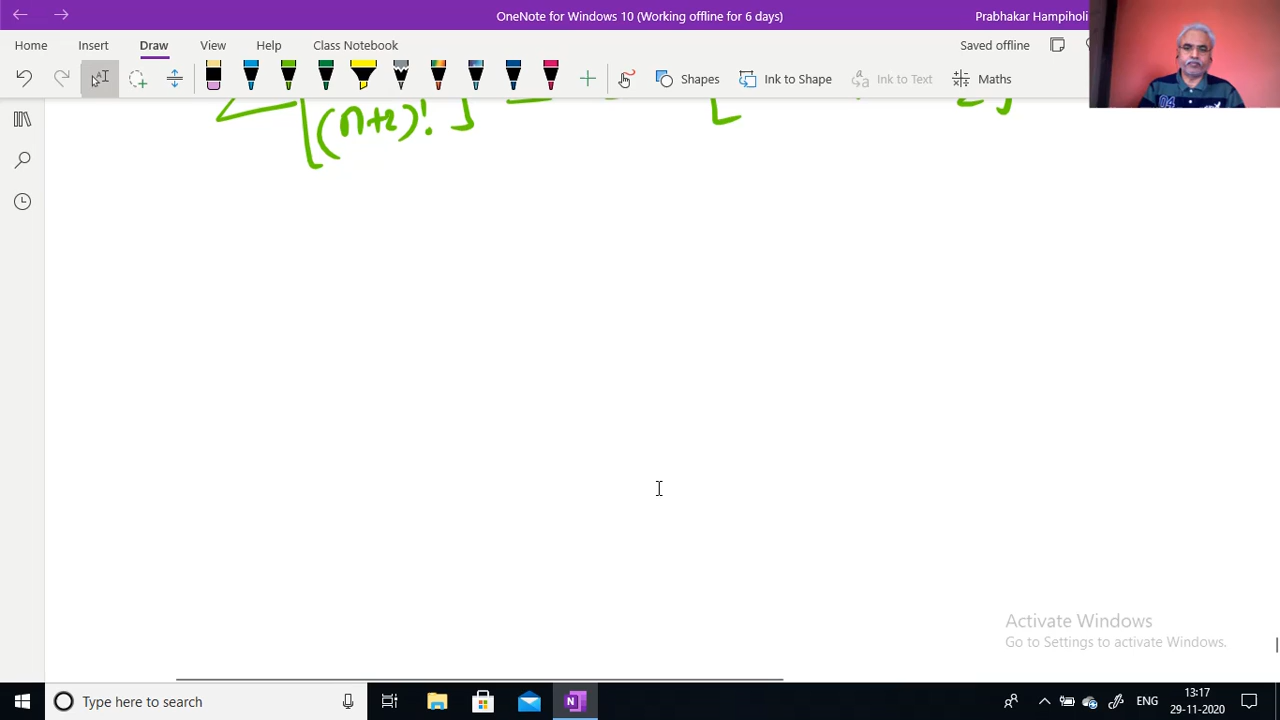 OneNote for Windows 10 (Working offline for 6 days)
Prabhakar Hampiholi
Home Insert Draw View Help Class Notebook
Saved offline
Shapes Ink to Shape Ink to Text Maths
(n+2)!
Activate Windows
Go to Settings to activate Windows.
Type here to search
ENG
13:17
29-11-2020